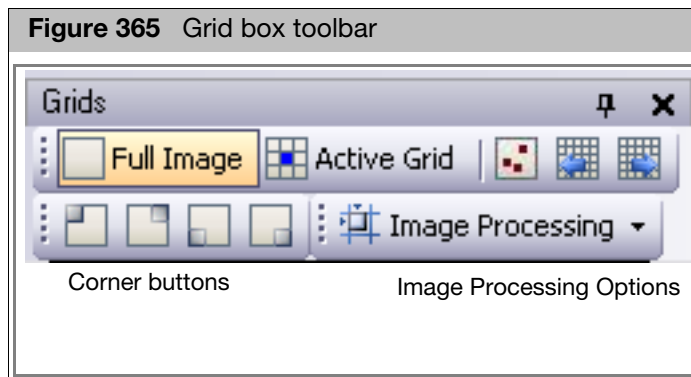 Figure 365 Grid box toolbar
Grids
Full Image Active Grid
Image Processing
Corner buttons Image Processing Options